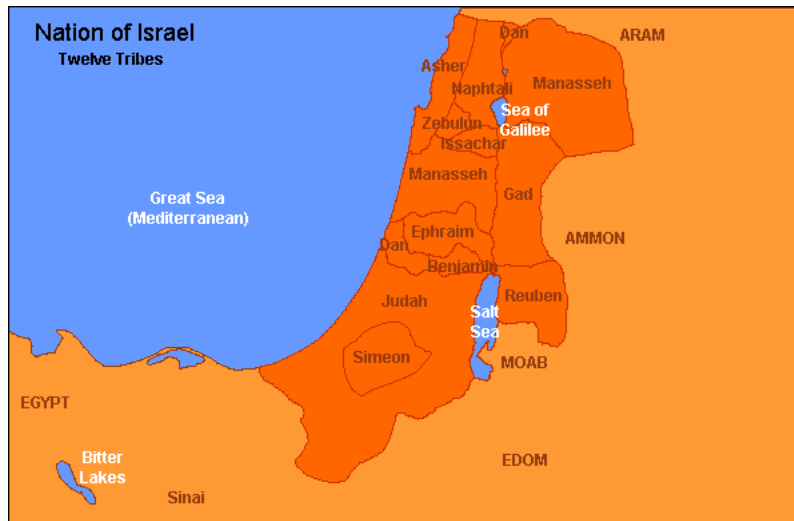 Nation of Israel
Twelve Tribes
Dan
ARAM
Asher
Naphtali
Manasseh
Sea of
Galilee
Zebulun
Issachar
Manasseh
Great Sea
(Mediterranean)
Gad
Ephraim
Dan
AMMON
Benjamin
Judah
Reuben
Salt
Sea
Simeon
MOAB
EGYPT
Bitter
Lakes
EDOM
Sinai